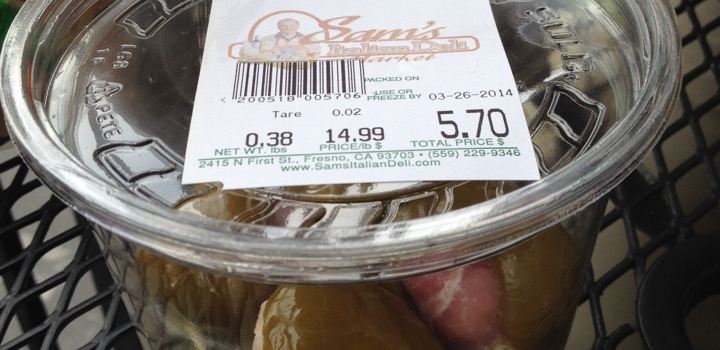 Sam's
Italian Deli
Market
PACKED ON
USE OR
FREEZE BY 03-26-2014
< 200518 005706
Tare 0.02
0.38 14.99 5.70
NET WT. lbs PRICE/lb $ TOTAL PRICE $
2415 N First St., Fresno, CA 93703 • (559) 229-9346
www.SamsItalianDeli.com
LG8
16
PETE